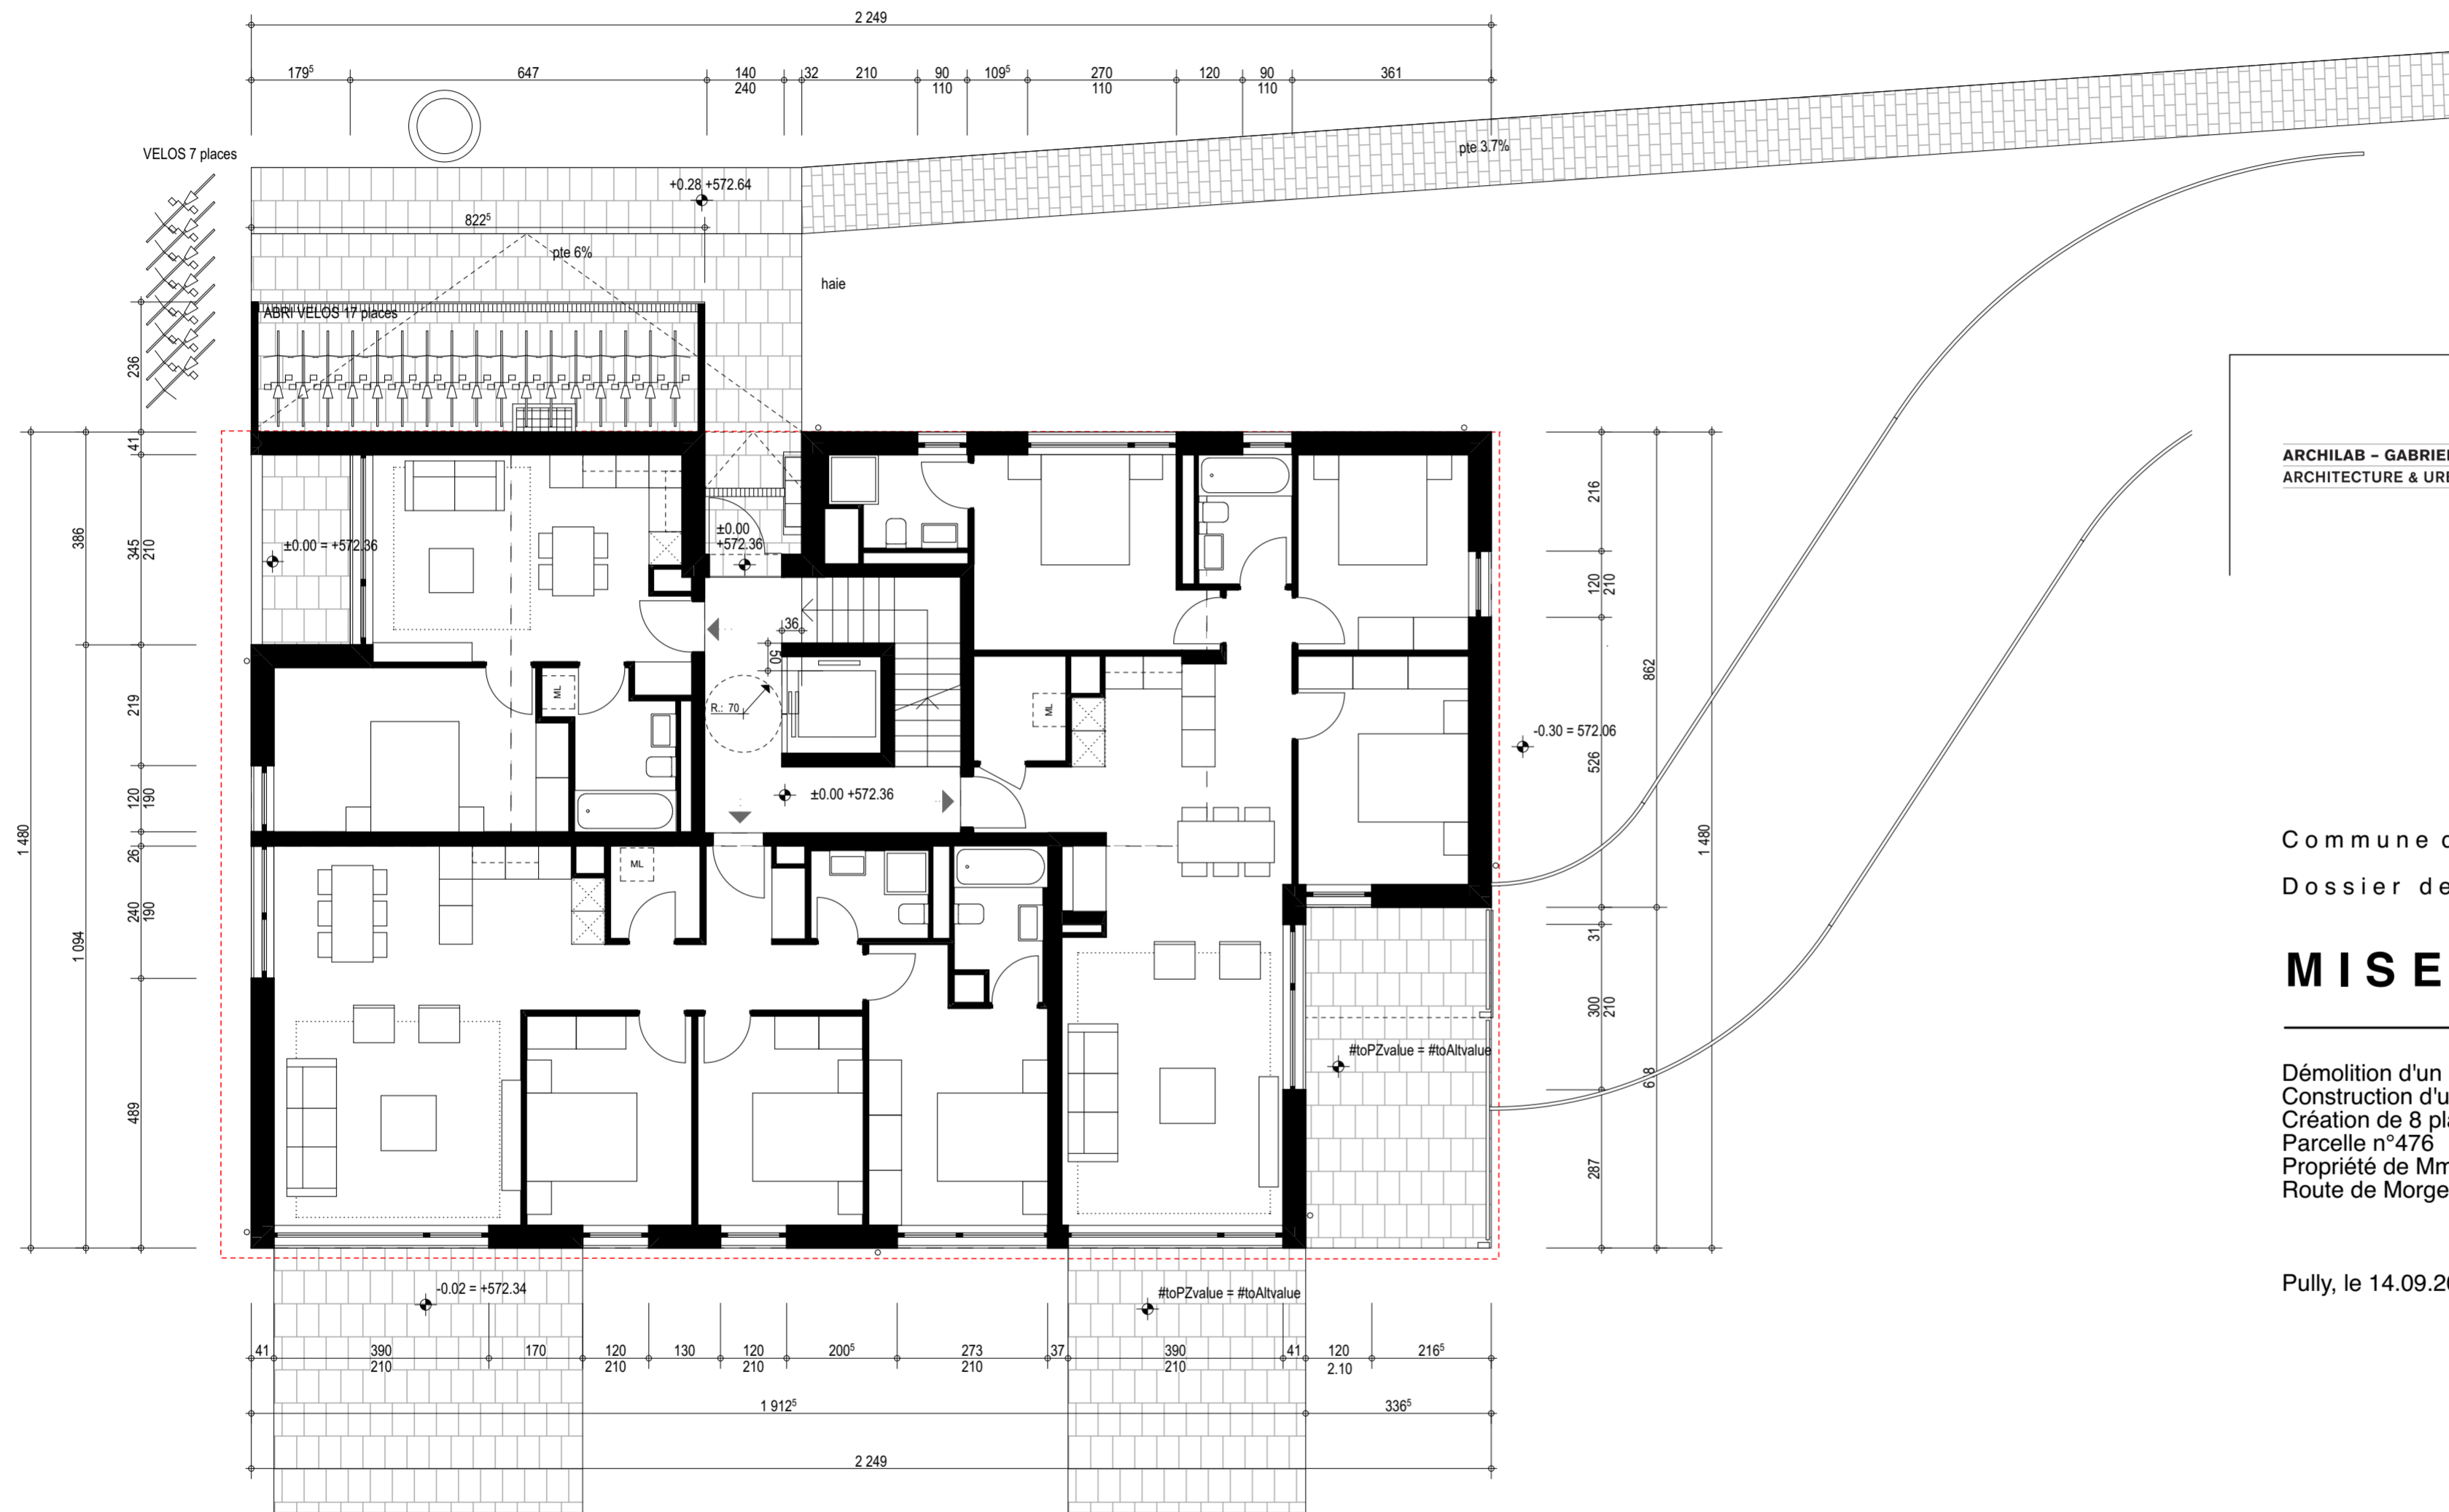 2 249
179⁵ 647 140 32 210 90 109⁵ 270 120 90 361
240 110 110 110
VELOS 7 places
pte 3.7%
+0.28 +572.64
822⁵
pte 6%
haie
ABRI VELOS 17 places
236
41
386
345
210
219
120
190
26
240
190
489
1 480
1 094
±0.00 = +572.36
±0.00
+572.36
36
50
R.: 70
ML
ML
ML
±0.00 +572.36
216
120
210
862
526
-0.30 = 572.06
1 480
31
300
210
287
#toPZvalue = #toAltvalue
-0.02 = +572.34
#toPZvalue = #toAltvalue
41 390 170 120 130 120 200⁵ 273 37 390 41 120 216⁵
210 210 210 210 210 2.10
1 912⁵ 336⁵
2 249
ARCHILAB – GABRIEL
ARCHITECTURE & UR
Commune
Dossier de
MISE
Démolition d'un
Construction d'u
Création de 8 pla
Parcelle n°476
Propriété de Mm
Route de Morge
Pully, le 14.09.20